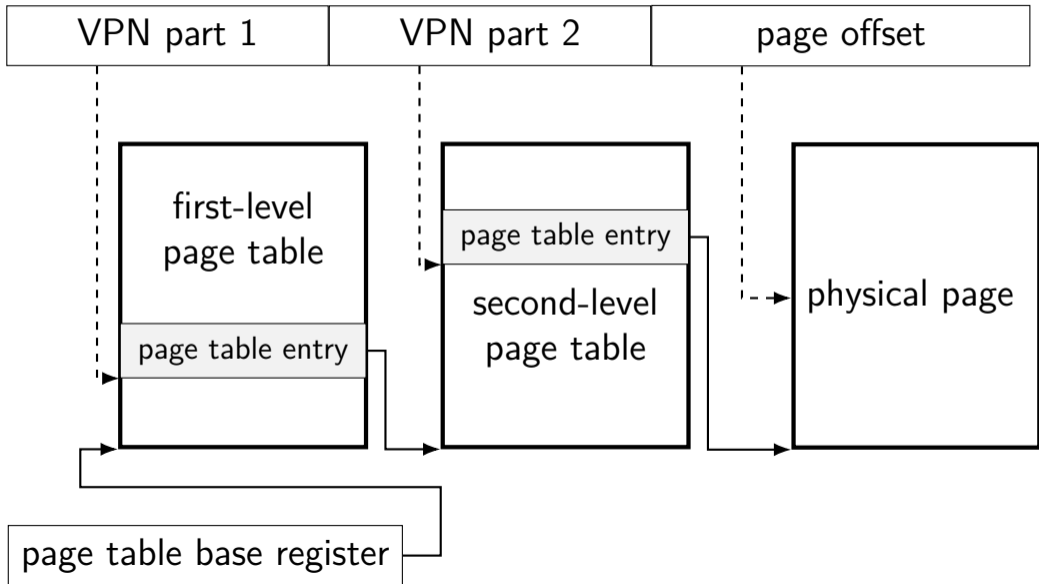 VPN part 1
VPN part 2
page offset
first-level
page table
page table entry
page table entry
second-level
page table
physical page
page table base register